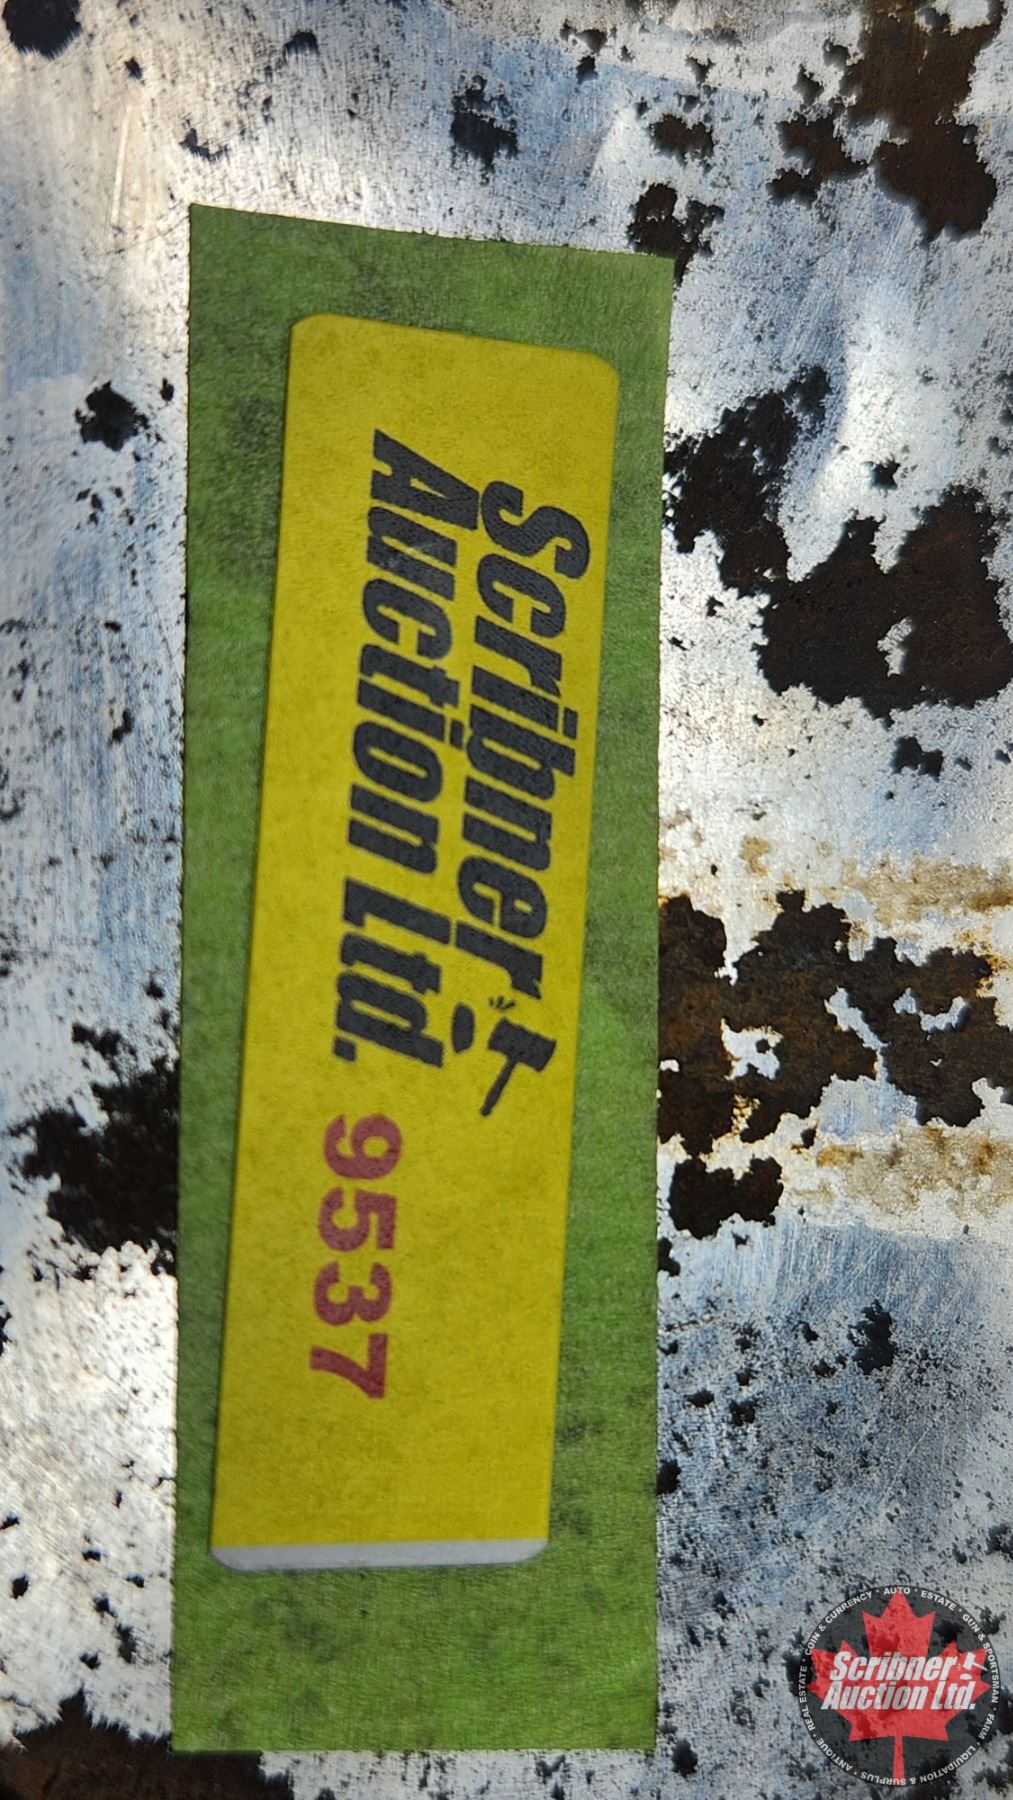 Scribner
Auction Ltd. 9537
Scribner
Auction Ltd.
COIN & CURRENCY · AUTO · ESTATE · GUN & SPORTSMAN · FARM · LIQUIDATION & SURPLUS · ANTIQUE · REAL ESTATE ·